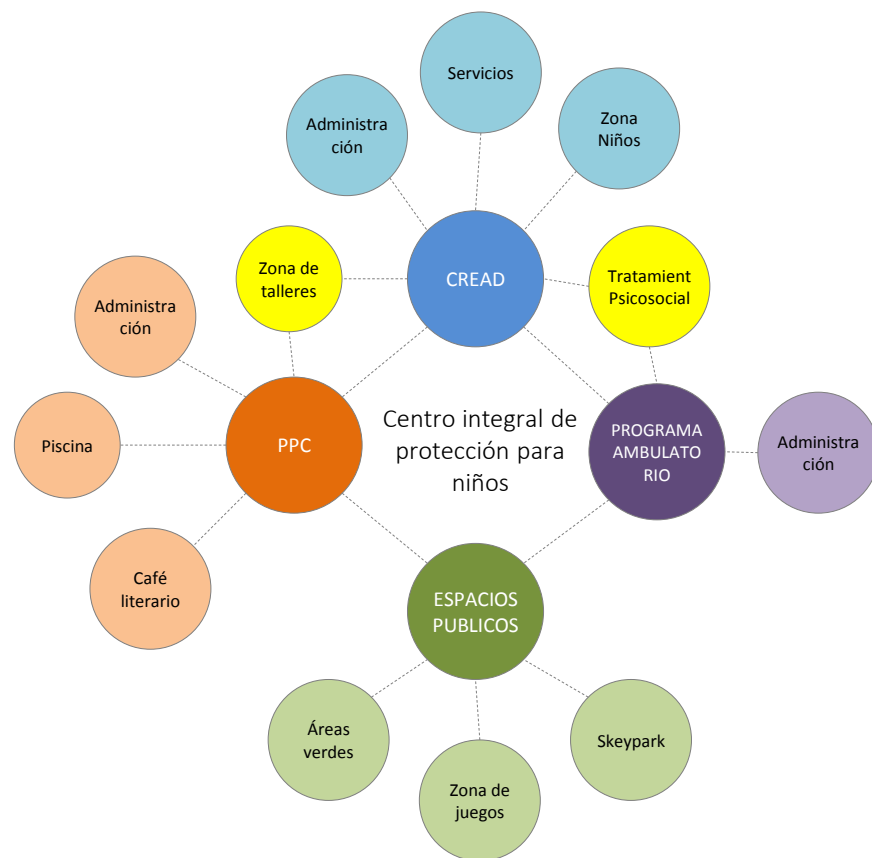 Servicios
Administra
ción
Zona
Niños
Zona de
talleres
CREAD
Tratamient
Psicosocial
Administra
ción
Piscina
PPC
Centro integral de
protección para
niños
PROGRAMA
AMBULATO
RIO
Administra
ción
Café
literario
ESPACIOS
PUBLICOS
Áreas
verdes
Zona de
juegos
Skeypark